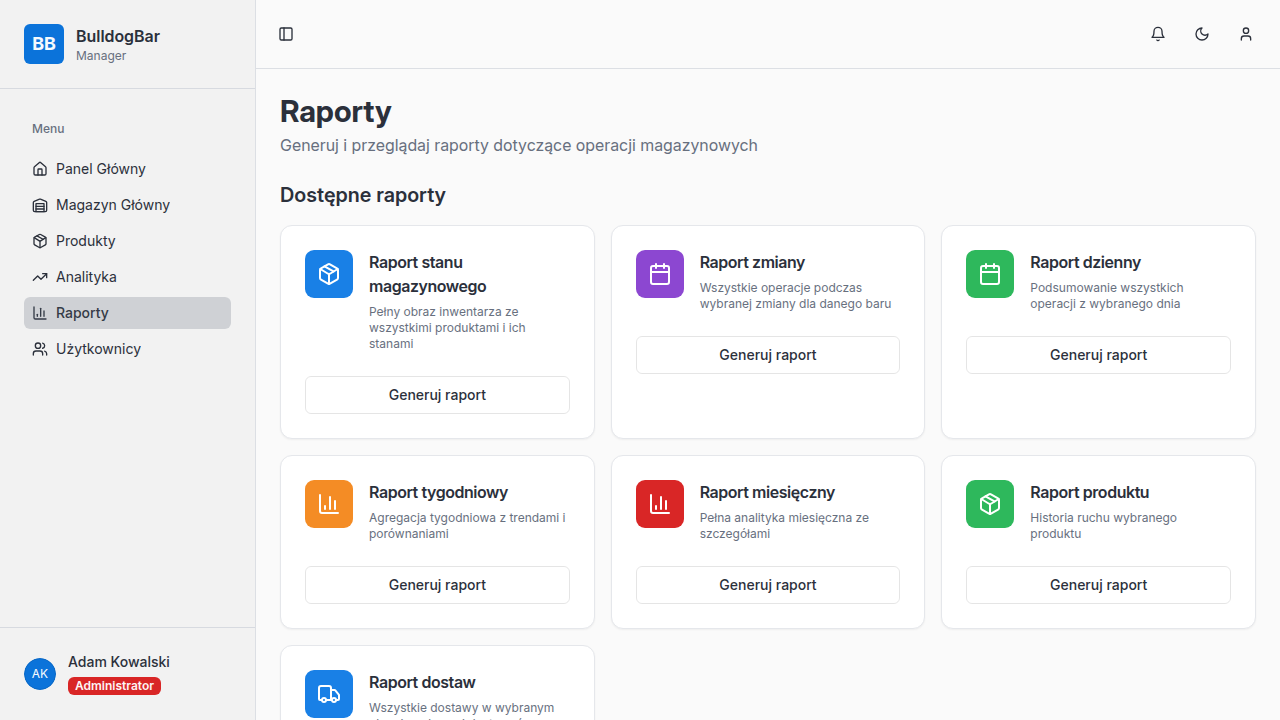 BB
BulldogBar
Manager
Menu
Panel Główny
Magazyn Główny
Produkty
Analityka
Raporty
Użytkownicy
AK
Adam Kowalski
Administrator
Raporty
Generuj i przeglądaj raporty dotyczące operacji magazynowych
Dostępne raporty
Raport stanu
magazynowego
Pełny obraz inwentarza ze
wszystkimi produktami i ich
stanami
Generuj raport
Raport zmiany
Wszystkie operacje podczas
wybranej zmiany dla danego baru
Generuj raport
Raport dzienny
Podsumowanie wszystkich
operacji z wybranego dnia
Generuj raport
Raport tygodniowy
Agregacja tygodniowa z trendami i
porównaniami
Generuj raport
Raport miesięczny
Pełna analityka miesięczna ze
szczegółami
Generuj raport
Raport produktu
Historia ruchu wybranego
produktu
Generuj raport
Raport dostaw
Wszystkie dostawy w wybranym